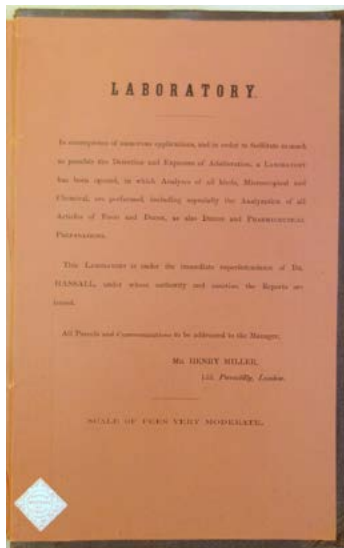 LABORATORY.
In consequence of numerous applications, and in order to facilitate as much
as possible the Detection and Exposure of Adulteration, a LABORATORY
has been opened, in which Analyses of all kinds, Microscopical and
Chemical, are performed, including especially the Analyzation of all
Articles of FOOD and DRINK, as also DRUGS and PHARMACEUTICAL
PREPARATIONS.
This LABORATORY is under the immediate superintendence of DR.
HASSALL, under whose authority and sanction the Reports are
issued.
All Parcels and Communications to be addressed to the Manager,
MR. HENRY MILLER,
Piccadilly, London.
SCALE OF FEES VERY MODERATE.